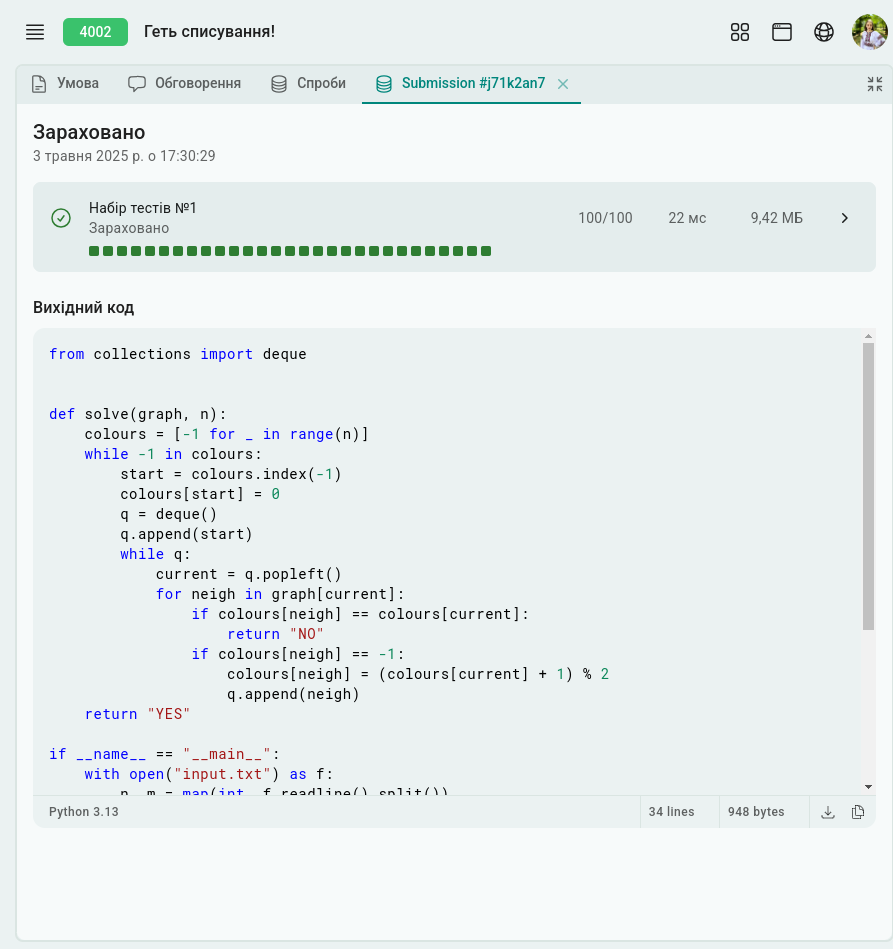 4002 Геть списування!
Умова Обговорення Спроби Submission #j71k2an7
Зараховано
3 травня 2025 р. о 17:30:29
Набір тестів №1
Зараховано
100/100 22 мс 9,42 МБ
Вихідний код
from collections import deque
def solve(graph, n):
    colours = [-1 for _ in range(n)]
    while -1 in colours:
        start = colours.index(-1)
        colours[start] = 0
        q = deque()
        q.append(start)
        while q:
            current = q.popleft()
            for neigh in graph[current]:
                if colours[neigh] == colours[current]:
                    return "NO"
                if colours[neigh] == -1:
                    colours[neigh] = (colours[current] + 1) % 2
                    q.append(neigh)
    return "YES"
if __name__ == "__main__":
    with open("input.txt") as f:
        n, m = map(int, f.readline().split())
Python 3.13 34 lines 948 bytes